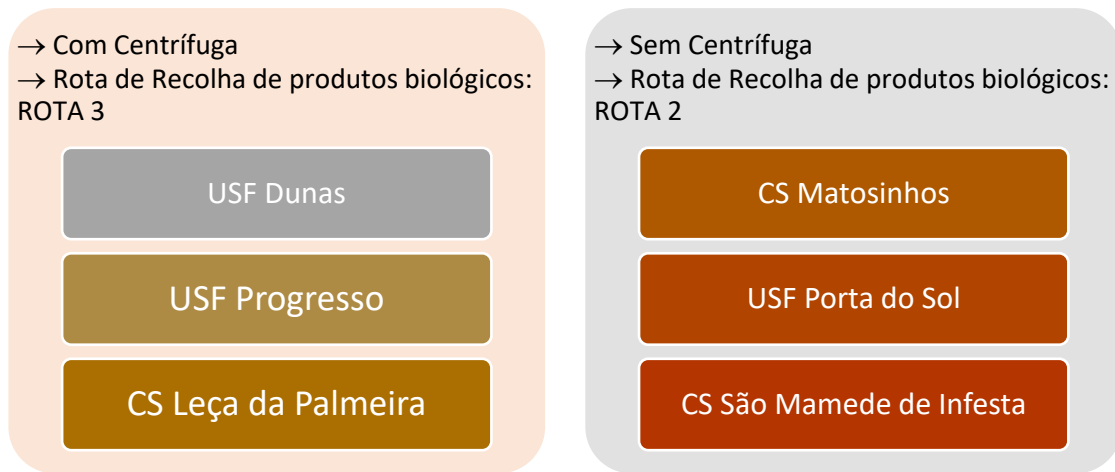 → Com Centrífuga
→ Rota de Recolha de produtos biológicos:
ROTA 3
USF Dunas
USF Progresso
CS Leça da Palmeira
→ Sem Centrífuga
→ Rota de Recolha de produtos biológicos:
ROTA 2
CS Matosinhos
USF Porta do Sol
CS São Mamede de Infesta